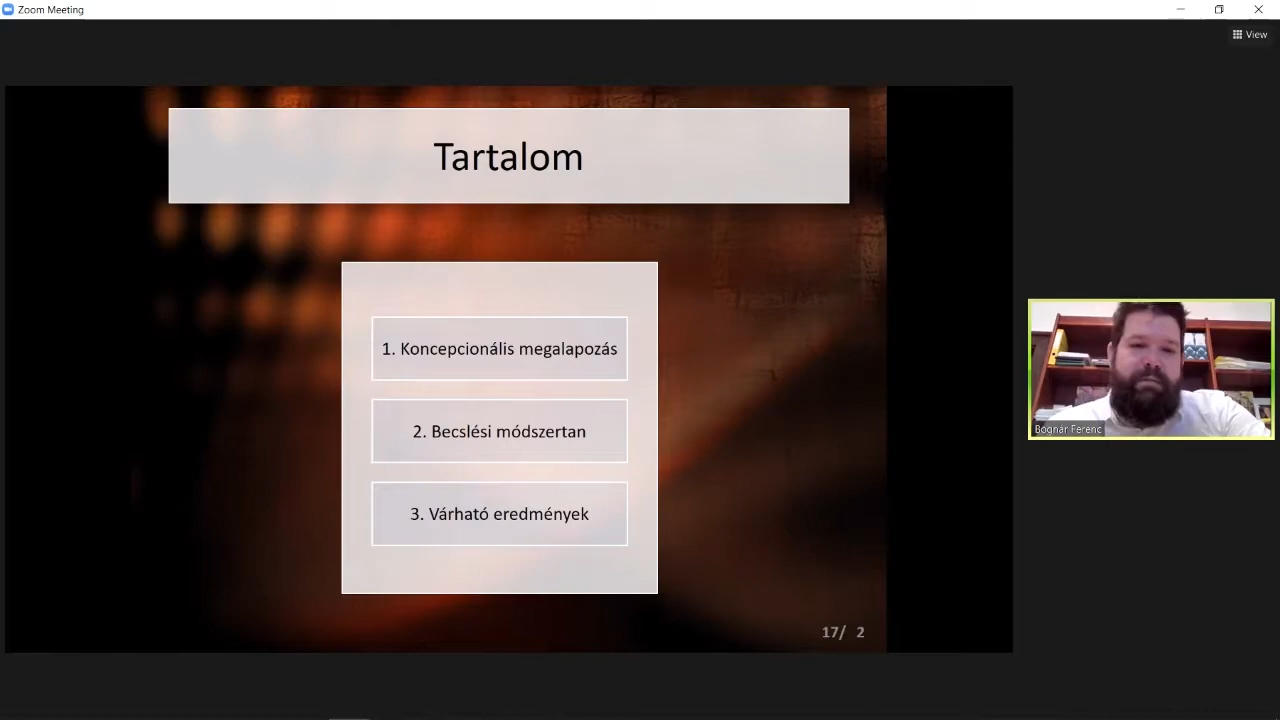 Zoom Meeting
View
Tartalom
1. Koncepcionális megalapozás
2. Becslési módszertan
3. Várható eredmények
17/ 2
Bognár Ferenc